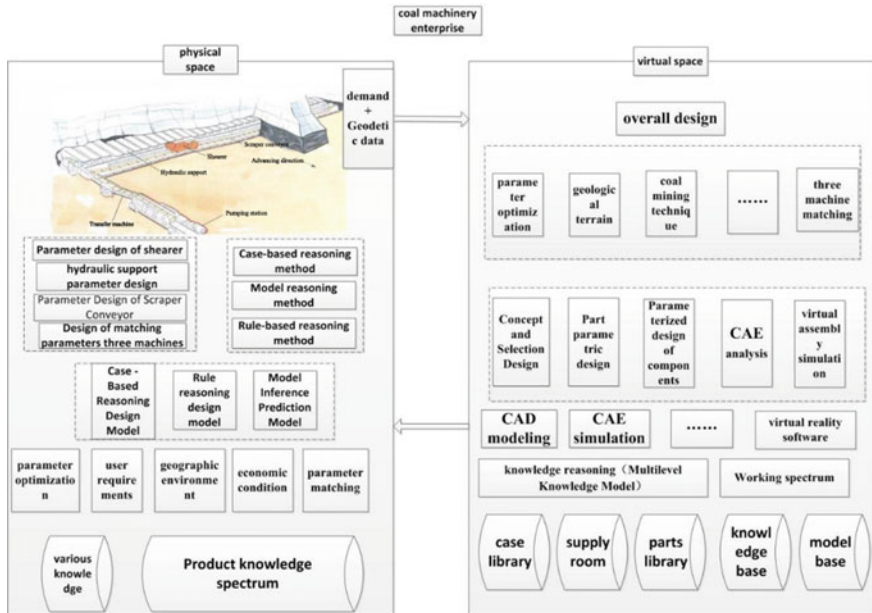 coal machinery
enterprise
physical
space
demand
+
Geodeti
c data
Scraper conveyor
Shearer
Advancing direction
Hydraulic support
Transfer machine
Pumping station
Parameter design of shearer
hydraulic support
parameter design
Parameter Design of Scraper
Conveyor
Design of matching
parameters three machines
Case-based reasoning
method
Model reasoning
method
Rule-based reasoning
method
Case -
Based
Reasoning
Design
Model
Rule
reasoning
design
model
Model
Inference
Prediction
Model
parameter
optimizatio
n
user
require
ments
geographic
environme
nt
economic
condition
parameter
matching
various
knowle
dge
Product knowledge
spectrum
virtual space
overall design
parame
ter
optimiz
ation
geolog
ical
terrain
coal
mining
techni
que
......
three
machine
matching
Concept
and
Selection
Design
Part
parame
tric
design
Parame
terized
design
of
compon
ents
CAE
analysis
virtual
assembl
y
simulati
on
CAD
modeling
CAE
simulation
......
virtual reality
software
knowledge reasoning（Multilevel
Knowledge Model）
Working spectrum
case
library
supply
room
parts
library
knowl
edge
base
model
base